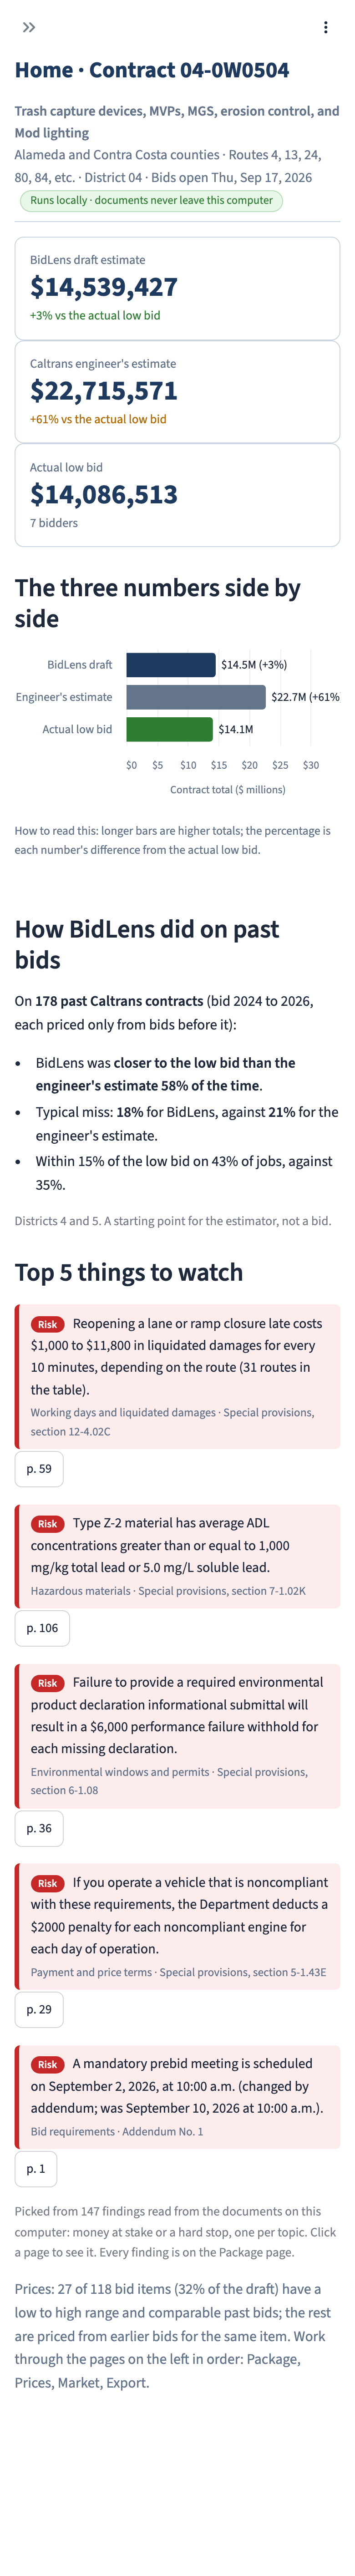 Home · Contract 04-0W0504
Trash capture devices, MVPs, MGS, erosion control, and
Mod lighting
Alameda and Contra Costa counties · Routes 4, 13, 24,
80, 84, etc. · District 04 · Bids open Thu, Sep 17, 2026
Runs locally · documents never leave this computer
BidLens draft estimate
$14,539,427
+3% vs the actual low bid
Caltrans engineer's estimate
$22,715,571
+61% vs the actual low bid
Actual low bid
$14,086,513
7 bidders
The three numbers side by
side
BidLens draft
$14.5M (+3%)
Engineer's estimate
$22.7M (+61%
Actual low bid
$14.1M
$0 $5 $10 $15 $20 $25 $30
Contract total ($ millions)
How to read this: longer bars are higher totals; the percentage is
each number's difference from the actual low bid.
How BidLens did on past
bids
On 178 past Caltrans contracts (bid 2024 to 2026,
each priced only from bids before it):
• BidLens was closer to the low bid than the
engineer's estimate 58% of the time.
• Typical miss: 18% for BidLens, against 21% for the
engineer's estimate.
• Within 15% of the low bid on 43% of jobs, against
35%.
Districts 4 and 5. A starting point for the estimator, not a bid.
Top 5 things to watch
Risk Reopening a lane or ramp closure late costs
$1,000 to $11,800 in liquidated damages for every
10 minutes, depending on the route (31 routes in
the table).
Working days and liquidated damages · Special provisions,
section 12-4.02C
p. 59
Risk Type Z-2 material has average ADL
concentrations greater than or equal to 1,000
mg/kg total lead or 5.0 mg/L soluble lead.
Hazardous materials · Special provisions, section 7-1.02K
p. 106
Risk Failure to provide a required environmental
product declaration informational submittal will
result in a $6,000 performance failure withhold for
each missing declaration.
Environmental windows and permits · Special provisions,
section 6-1.08
p. 36
Risk If you operate a vehicle that is noncompliant
with these requirements, the Department deducts a
$2000 penalty for each noncompliant engine for
each day of operation.
Payment and price terms · Special provisions, section 5-1.43E
p. 29
Risk A mandatory prebid meeting is scheduled
on September 2, 2026, at 10:00 a.m. (changed by
addendum; was September 10, 2026 at 10:00 a.m.).
Bid requirements · Addendum No. 1
p. 1
Picked from 147 findings read from the documents on this
computer: money at stake or a hard stop, one per topic. Click
a page to see it. Every finding is on the Package page.
Prices: 27 of 118 bid items (32% of the draft) have a
low to high range and comparable past bids; the rest
are priced from earlier bids for the same item. Work
through the pages on the left in order: Package,
Prices, Market, Export.